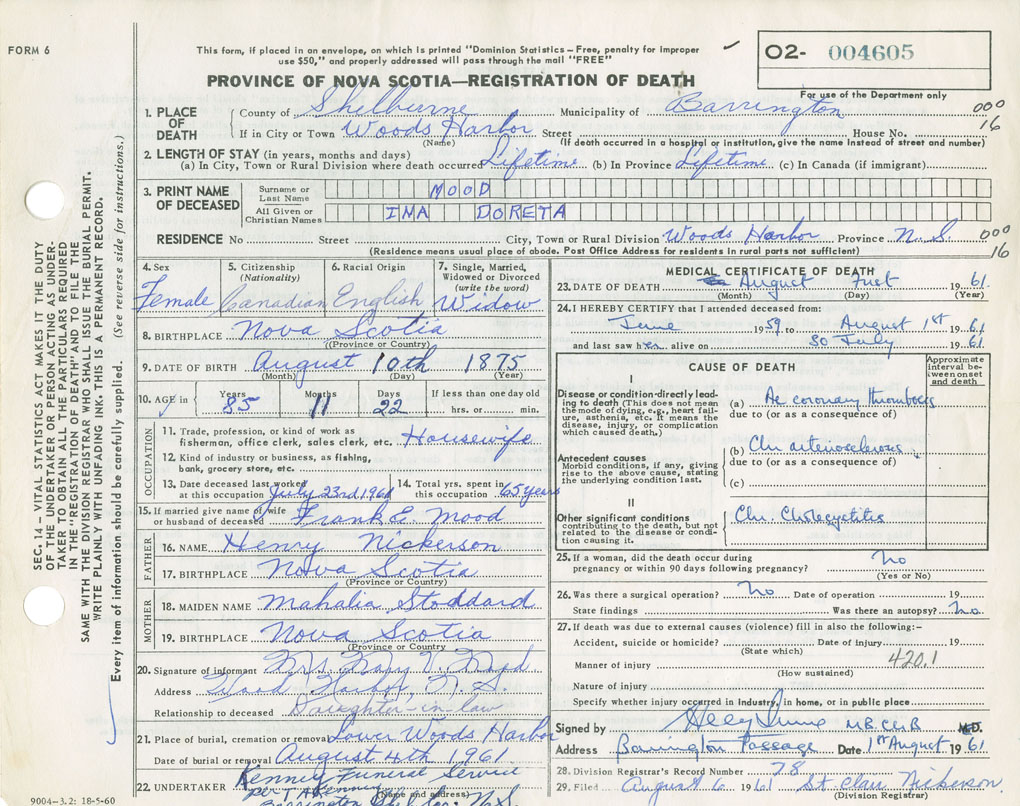 FORM 6
This form, if placed in an envelope, on which is printed "Dominion Statistics — Free, penalty for improper
use $50," and properly addressed will pass through the mail "FREE"
O2- 004605
For use of the Department only
PROVINCE OF NOVA SCOTIA—REGISTRATION OF DEATH
1. PLACE OF DEATH County of Shelburne Municipality of Barrington 000
If in City or Town Woods Harbor Street House No. 16
(Name) (If death occurred in a hospital or institution, give the name instead of street and number)
2. LENGTH OF STAY (in years, months and days)
(a) In City, Town or Rural Division where death occurred Lifetime (b) In Province Lifetime (c) In Canada (if immigrant)
3. PRINT NAME OF DECEASED
Surname or Last Name MOOD
All Given or Christian Names INA DORETA
RESIDENCE No Street City, Town or Rural Division Woods Harbor Province N.S. 000
(Residence means usual place of abode. Post Office Address for residents in rural parts not sufficient) 16
4. Sex
Female
5. Citizenship (Nationality)
Canadian
6. Racial Origin
English
7. Single, Married, Widowed or Divorced (write the word)
Widow
8. BIRTHPLACE Nova Scotia
(Province or Country)
9. DATE OF BIRTH August 10th 1875
(Month) (Day) (Year)
10. AGE in Years 85 Months 11 Days 22 If less than one day old
hrs. or min.
OCCUPATION
11. Trade, profession, or kind of work as
fisherman, office clerk, sales clerk, etc. Housewife
12. Kind of industry or business, as fishing,
bank, grocery store, etc.
13. Date deceased last worked
at this occupation July 23rd 1961
14. Total yrs. spent in
this occupation 65 years
15. If married give name of wife
or husband of deceased Frank E. Mood
FATHER
16. NAME Henry Nickerson
17. BIRTHPLACE Nova Scotia
(Province or Country)
MOTHER
18. MAIDEN NAME Mahalia Stoddard
19. BIRTHPLACE Nova Scotia
(Province or Country
20. Signature of informant Mrs. Mary V. Mood
Address Wood Harbor, N.S.
Relationship to deceased Daughter-in-law
21. Place of burial, cremation or removal Lower Woods Harbor
Date of burial or removal August 4th 1961
22. UNDERTAKER Kenney Funeral Service
per T A Kenney
(Name and address)
Barrington N.S.
9004-3.2: 18-5-60
MEDICAL CERTIFICATE OF DEATH
23. DATE OF DEATH August First 1961
(Month) (Day) (Year)
24. I HEREBY CERTIFY that I attended deceased from:
June 1959 to August 1st 1961
and last saw her alive on 30 July 1961
CAUSE OF DEATH
Approximate interval between onset and death
I
Disease or condition directly leading to death (This does not mean the mode of dying, e.g., heart failure, asthenia, etc. It means the disease, injury, or complication which caused death.)
(a) Ac coronary thrombosis
due to (or as a consequence of)
Antecedent causes
Morbid conditions, if any, giving rise to the above cause, stating the underlying condition last.
(b) Chr arteriosclerosis
due to (or as a consequence of)
(c)
II
Other significant conditions
contributing to the death, but not related to the disease or condition causing it.
Chr. Cholecystitis
25. If a woman, did the death occur during
pregnancy or within 90 days following pregnancy? No
(Yes or No)
26. Was there a surgical operation? No Date of operation 19
State findings Was there an autopsy? No.
27. If death was due to external causes (violence) fill in also the following:-
Accident, suicide or homicide? Date of injury 19
(State which) 420.1
Manner of injury
(How sustained)
Nature of injury
Specify whether injury occurred in Industry, in home, or in public place
Signed by M.B.Ch.B M.D.
Address Barrington Passage Date 1st August 1961
28. Division Registrar's Record Number 78
29. Filed August 6 1961 St. Clair Nickerson
(Division Registrar)
SEC. 14 – VITAL STATISTICS ACT MAKES IT THE DUTY
OF THE UNDERTAKER OR PERSON ACTING AS UNDER-
TAKER TO OBTAIN ALL THE PARTICULARS REQUIRED
IN THE "REGISTRATION OF DEATH" AND TO FILE THE
SAME WITH THE DIVISION REGISTRAR WHO SHALL ISSUE THE BURIAL PERMIT.
WRITE PLAINLY WITH UNFADING INK. THIS IS A PERMANENT RECORD.
Every item of information should be carefully supplied. (See reverse side for instructions.)